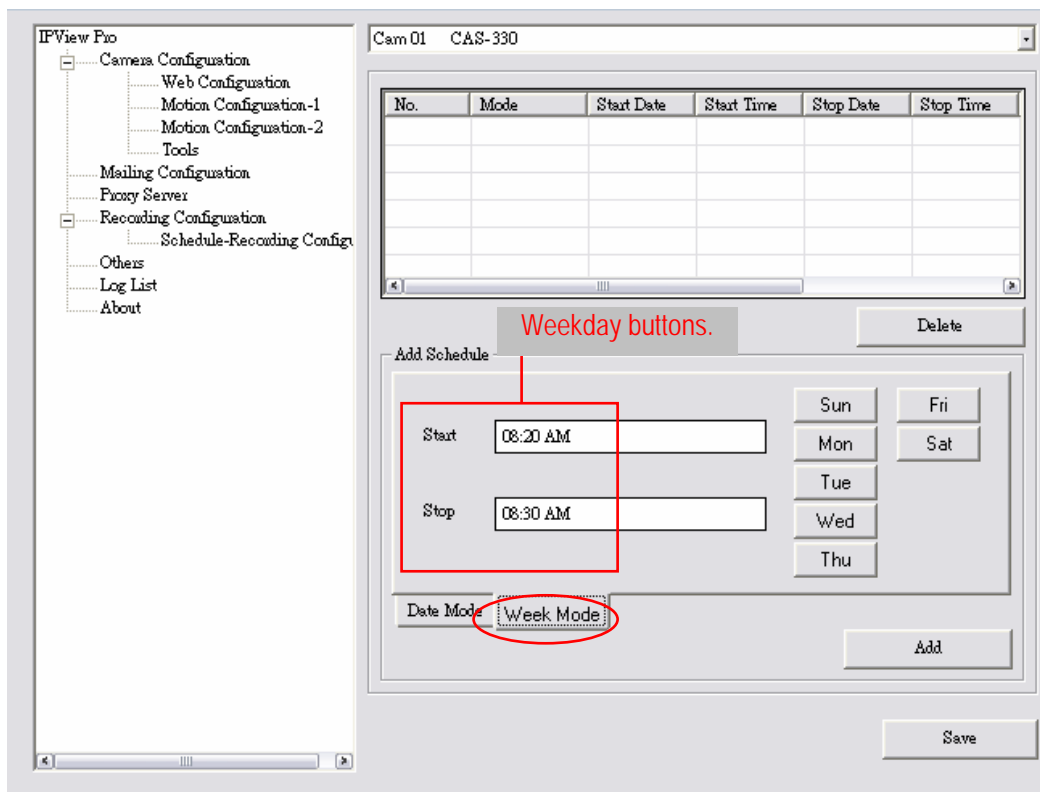 IPView Pro
Camera Configuration
Web Configuration
Motion Configuration-1
Motion Configuration-2
Tools
Mailing Configuration
Proxy Server
Recording Configuration
Schedule-Recording Configu
Others
Log List
About
Cam 01 CAS-330
No. Mode Start Date Start Time Stop Date Stop Time
Delete
Weekday buttons.
Add Schedule
Start 08:20 AM
Stop 08:30 AM
Sun Fri
Mon Sat
Tue
Wed
Thu
Date Mode Week Mode
Add
Save